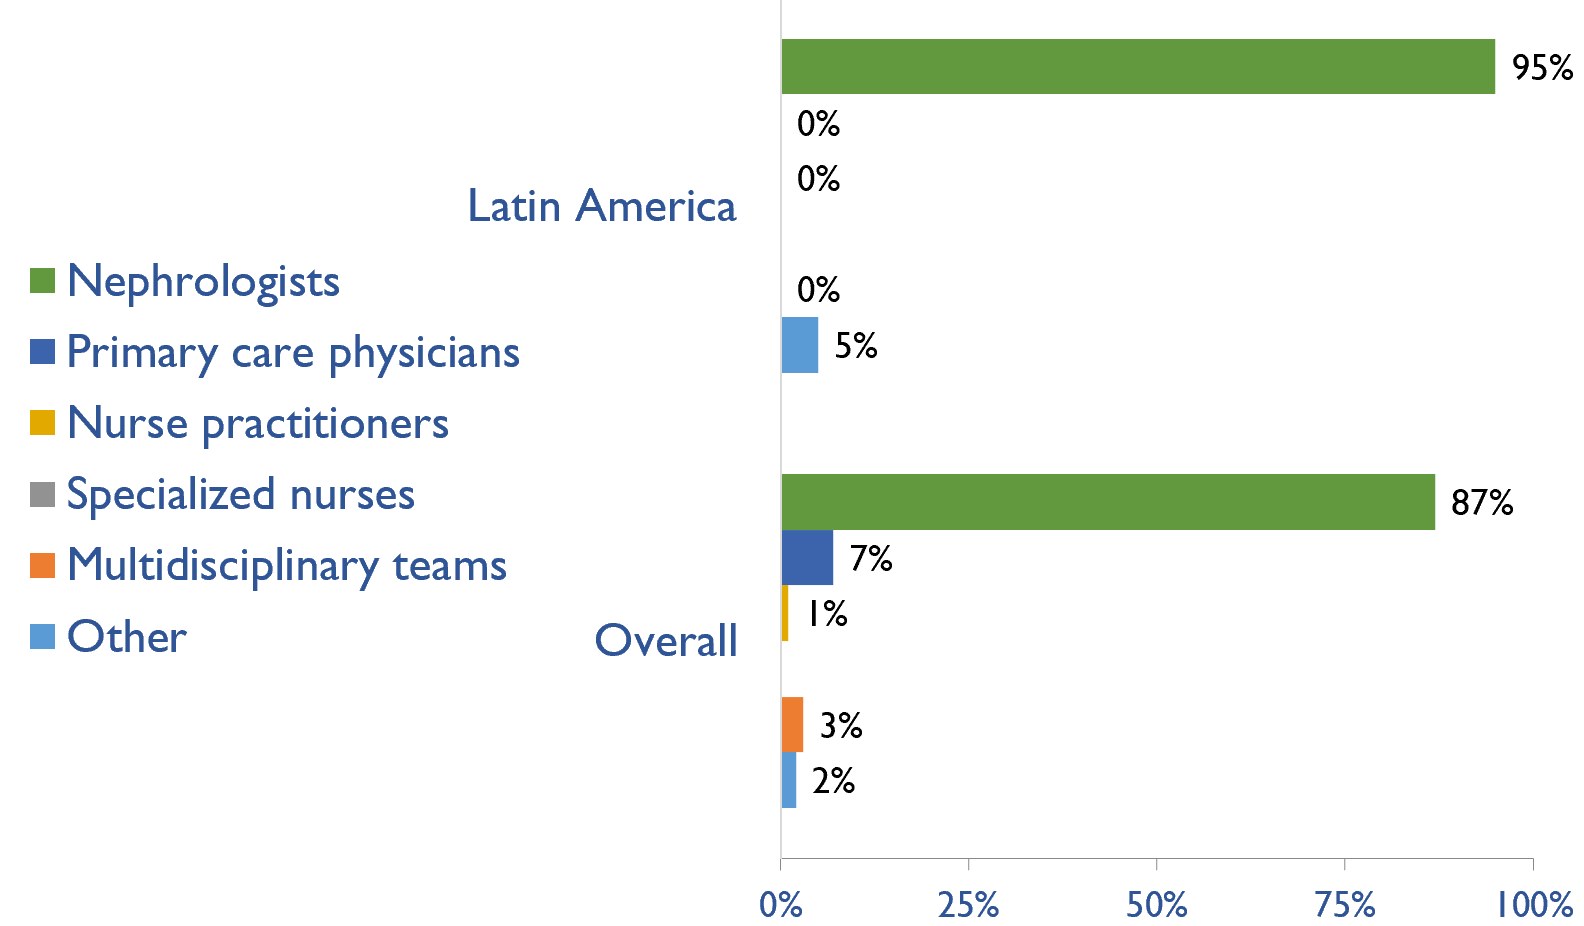 95%
0%
0%
Latin America
0%
5%
Nephrologists
Primary care physicians
Nurse practitioners
Specialized nurses
Multidisciplinary teams
Other
87%
7%
1%
Overall
3%
2%
0% 25% 50% 75% 100%